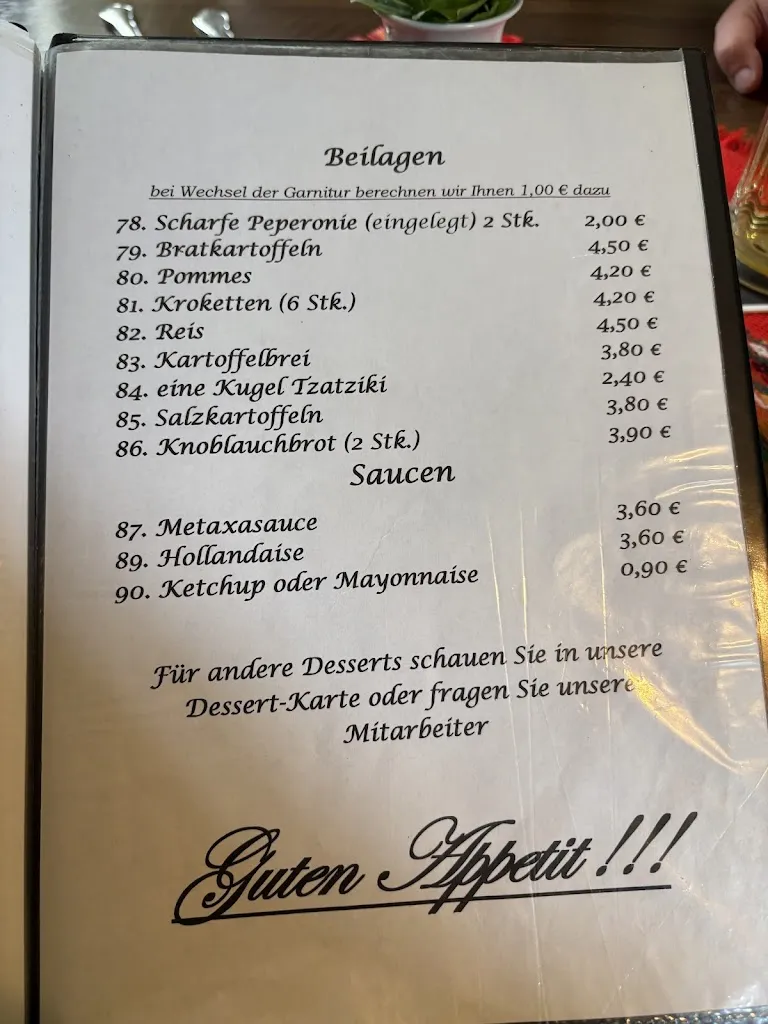 Beilagen
bei Wechsel der Garnitur berechnen wir Ihnen 1,00 € dazu
78. Scharfe Peperonie (eingelegt) 2 Stk. 2,00 €
79. Bratkartoffeln 4,50 €
80. Pommes 4,20 €
81. Kroketten (6 Stk.) 4,20 €
82. Reis 4,50 €
83. Kartoffelbrei 3,80 €
84. eine Kugel Tzatziki 2,40 €
85. Salzkartoffeln 3,80 €
86. Knoblauchbrot (2 Stk.) 3,90 €
Saucen
87. Metaxasauce 3,60 €
89. Hollandaise 3,60 €
90. Ketchup oder Mayonnaise 0,90 €
Für andere Desserts schauen Sie in unsere
Dessert-Karte oder fragen Sie unsere
Mitarbeiter
Guten Appetit !!!